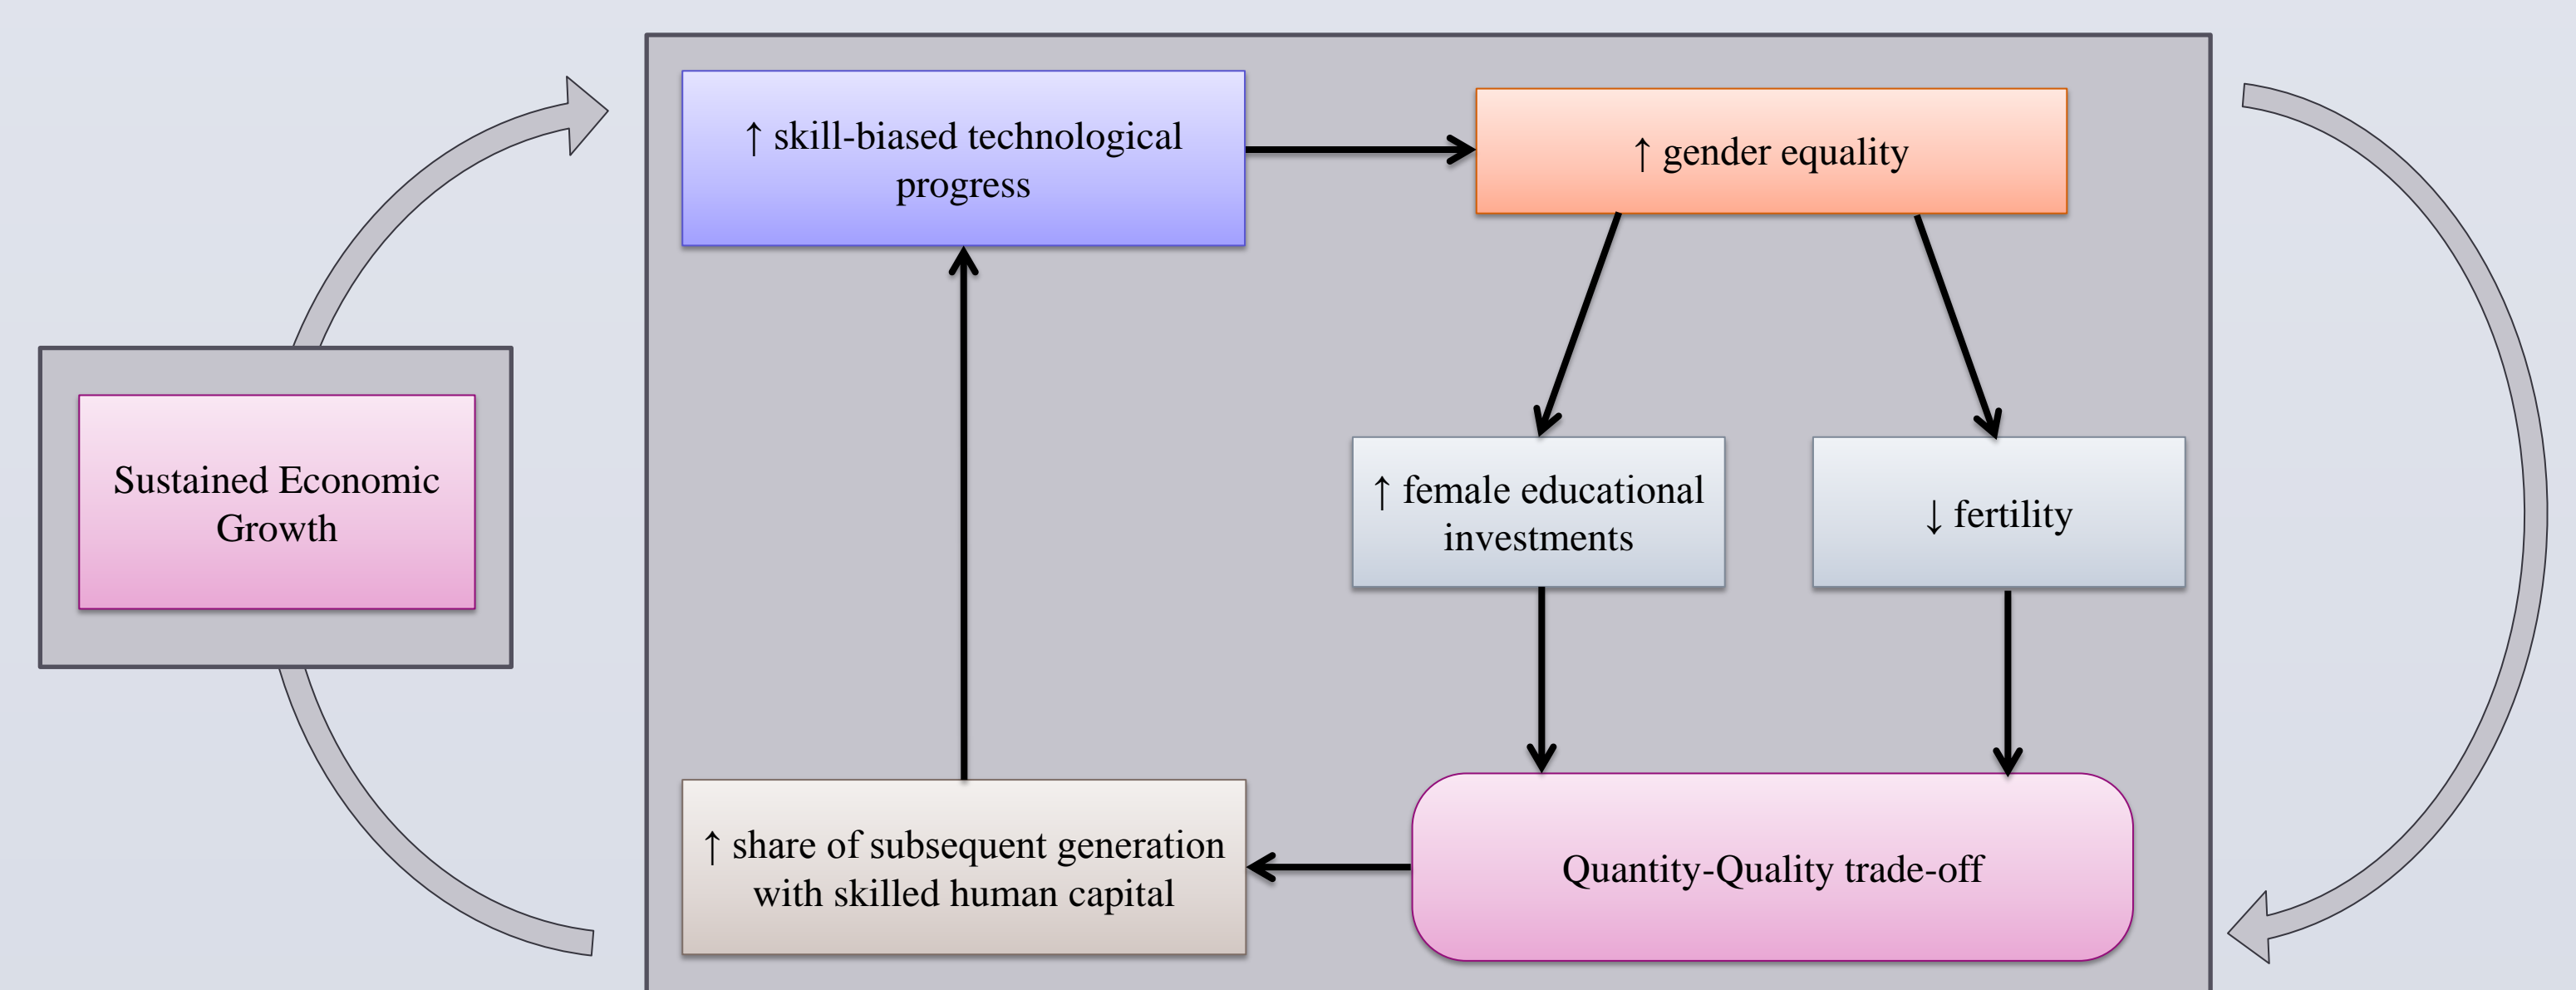 ↑ skill-biased technological
progress
↑ gender equality
Sustained Economic
Growth
↑ female educational
investments
↓ fertility
↑ share of subsequent generation
with skilled human capital
Quantity-Quality trade-off